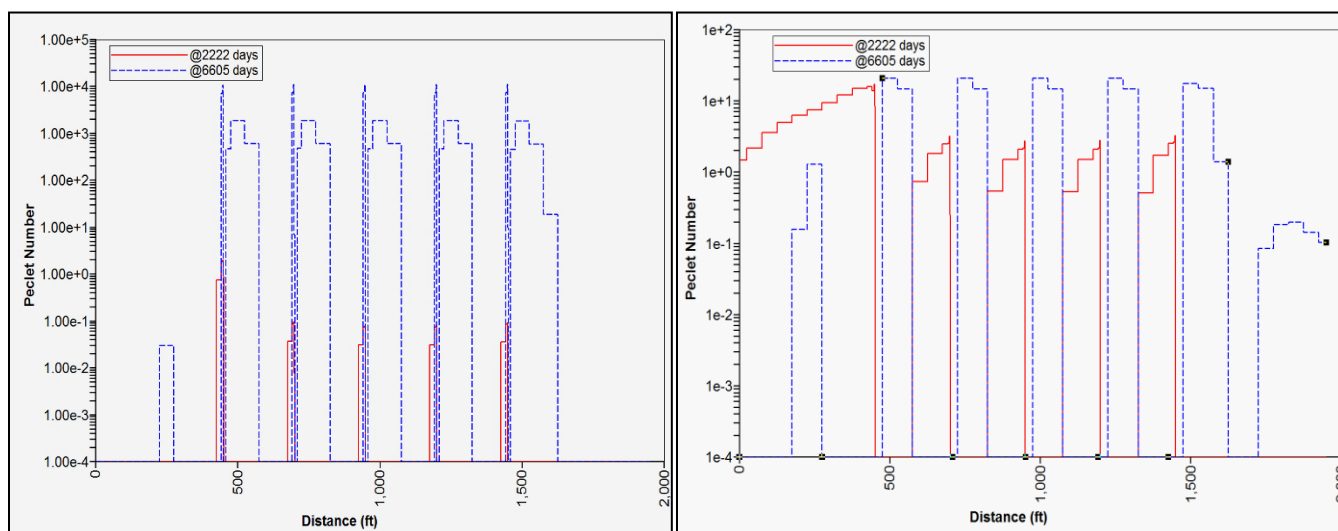 1.00e+5
1.00e+4
1.00e+3
1.00e+2
1.00e+1
1.00e+0
1.00e-1
1.00e-2
1.00e-3
1.00e-4
Peclet Number
@2222 days
@6605 days
0
500
1,000
1,500
2,000
Distance (ft)
1e+2
1e+1
1e+0
1e-1
1e-2
1e-3
1e-4
Peclet Number
@2222 days
@6605 days
0
500
1,000
1,500
Distance (ft)